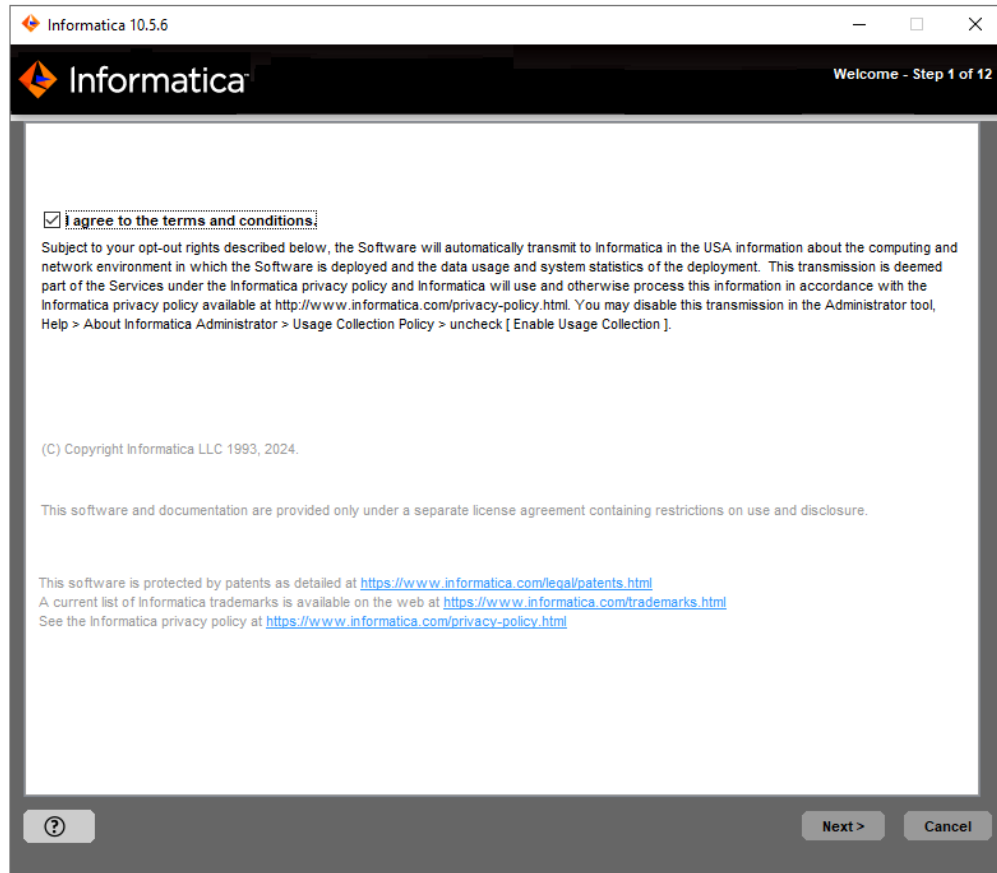 Informatica 10.5.6
Informatica
Welcome - Step 1 of 12
I agree to the terms and conditions.
Subject to your opt-out rights described below, the Software will automatically transmit to Informatica in the USA information about the computing and
network environment in which the Software is deployed and the data usage and system statistics of the deployment. This transmission is deemed
part of the Services under the Informatica privacy policy and Informatica will use and otherwise process this information in accordance with the
Informatica privacy policy available at http://www.informatica.com/privacy-policy.html. You may disable this transmission in the Administrator tool,
Help > About Informatica Administrator > Usage Collection Policy > uncheck [ Enable Usage Collection ].
(C) Copyright Informatica LLC 1993, 2024.
This software and documentation are provided only under a separate license agreement containing restrictions on use and disclosure.
This software is protected by patents as detailed at https://www.informatica.com/legal/patents.html
A current list of Informatica trademarks is available on the web at https://www.informatica.com/trademarks.html
See the Informatica privacy policy at https://www.informatica.com/privacy-policy.html
?
Next >
Cancel